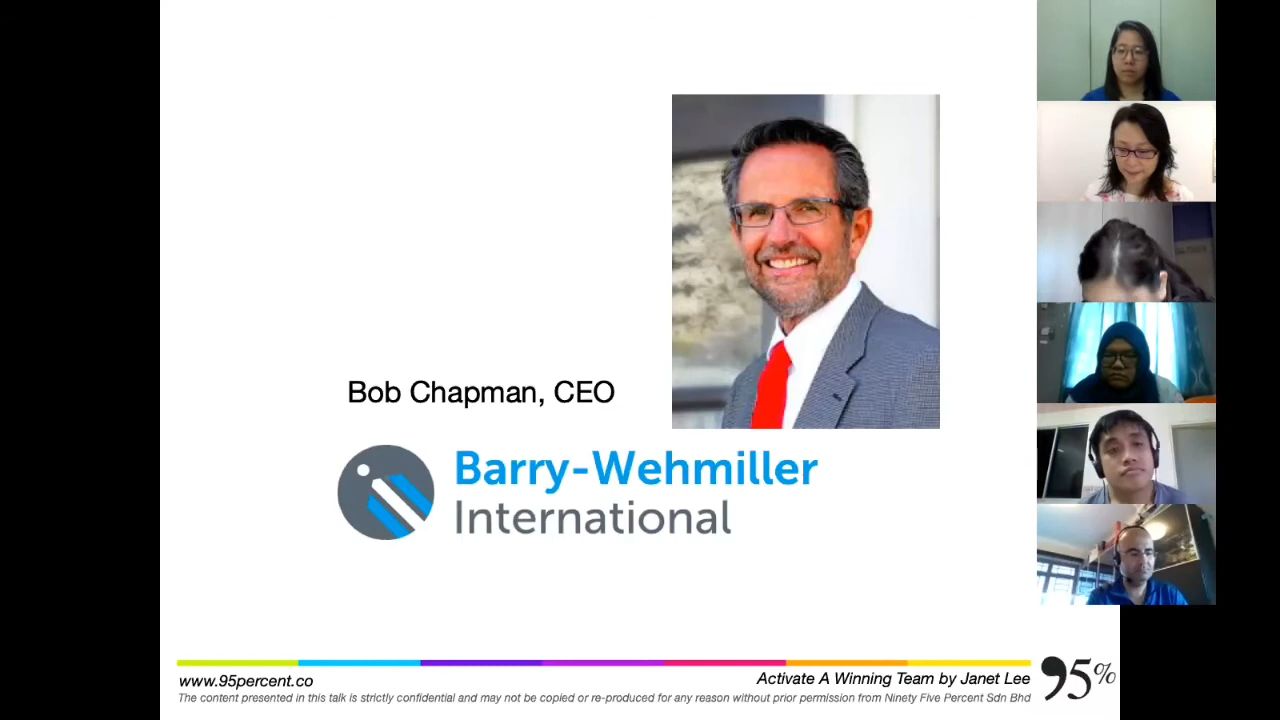 Bob Chapman, CEO
Barry-Wehmiller
International
www.95percent.co
Activate A Winning Team by Janet Lee
The content presented in this talk is strictly confidential and may not be copied or re-produced for any reason without prior permission from Ninety Five Percent Sdn Bhd
95%